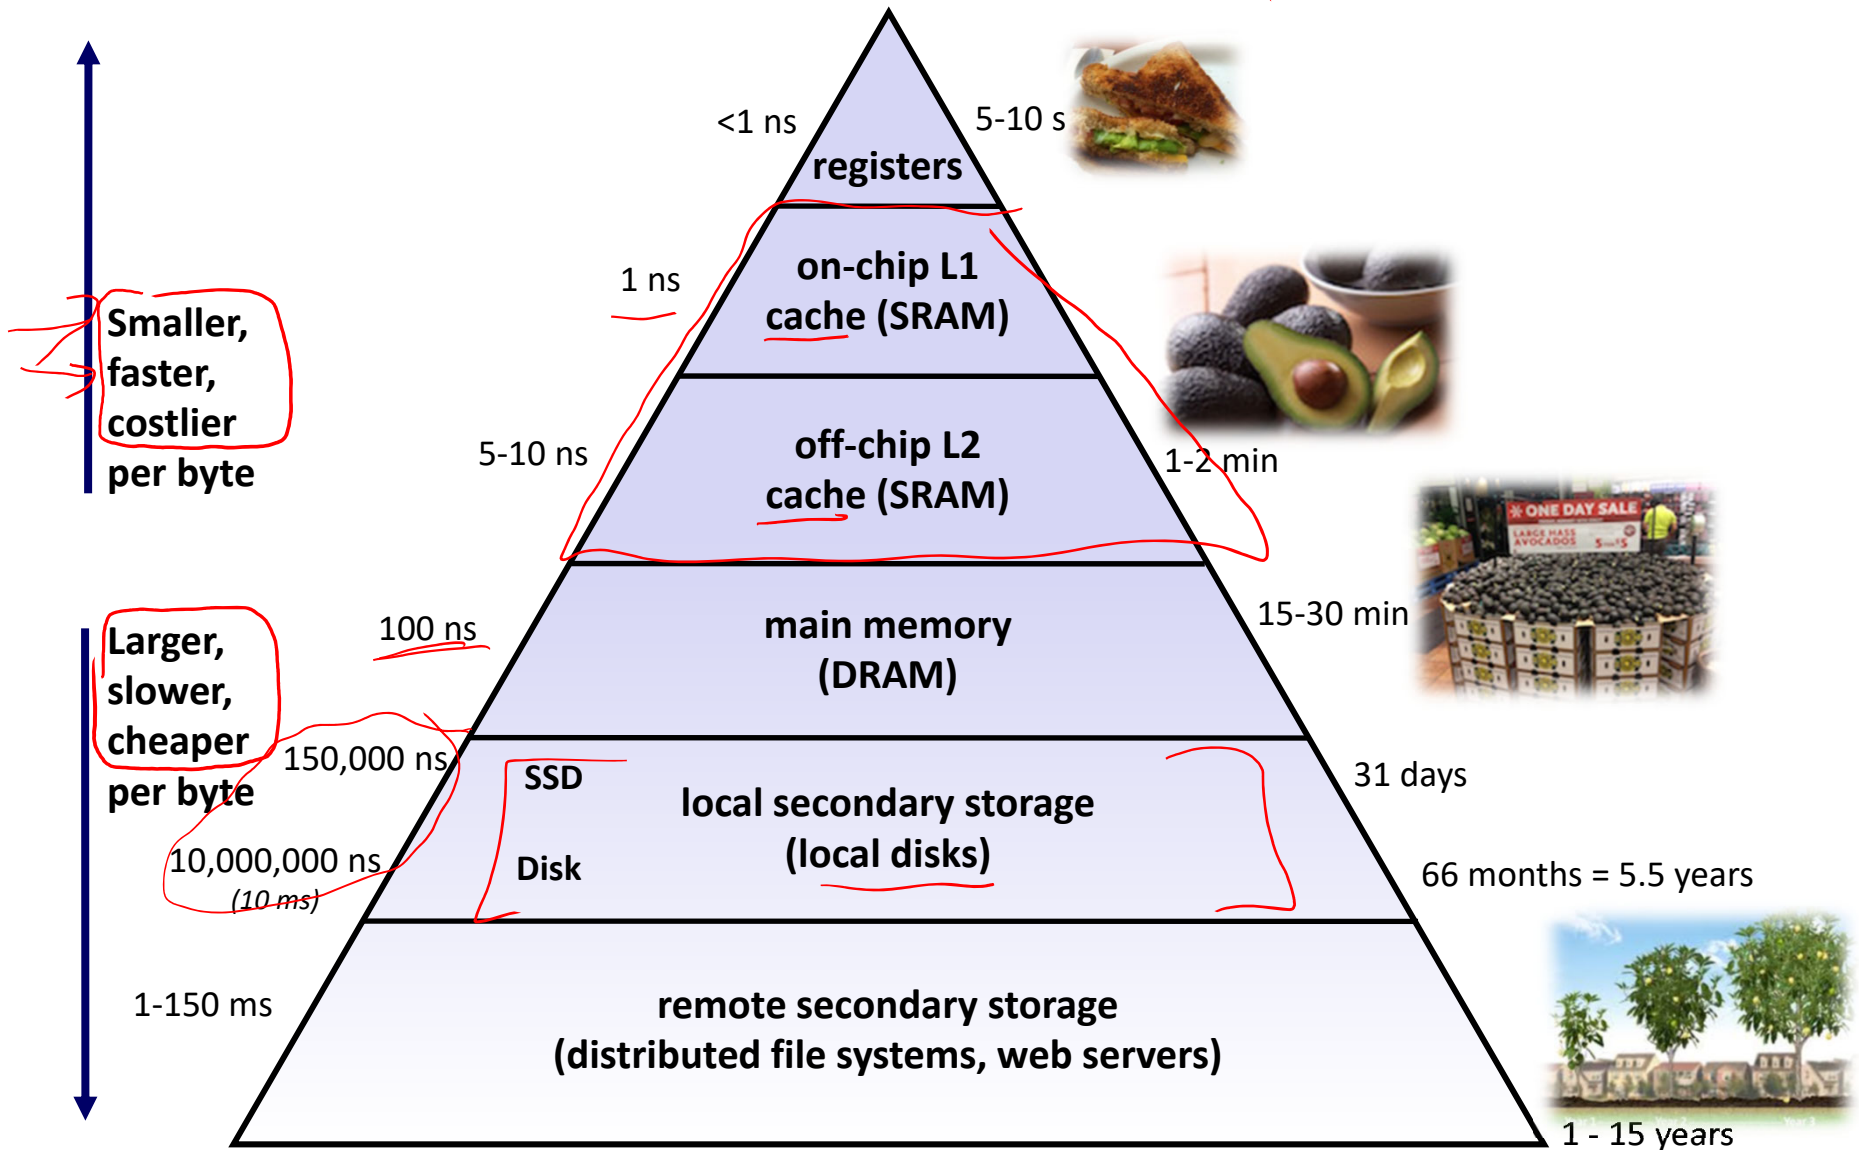 <1 ns
5-10 s
registers
1 ns
on-chip L1
cache (SRAM)
Smaller,
faster,
costlier
per byte
5-10 ns
off-chip L2
cache (SRAM)
1-2 min
* ONE DAY SALE
LARGE HASS
AVOCADOS
100 ns
main memory
(DRAM)
15-30 min
Larger,
slower,
cheaper
per byte
150,000 ns
SSD
local secondary storage
(local disks)
31 days
10,000,000 ns
(10 ms)
Disk
66 months = 5.5 years
1-150 ms
remote secondary storage
(distributed file systems, web servers)
1 - 15 years